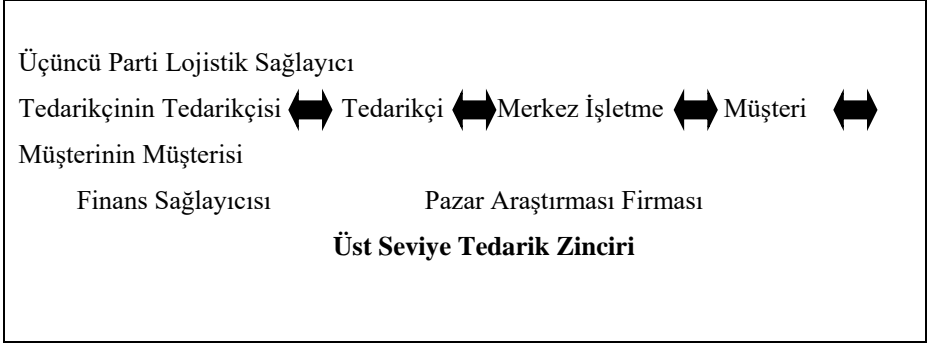 Üçüncü Parti Lojistik Sağlayıcı
Tedarikçinin Tedarikçisi Tedarikçi Merkez İşletme Müşteri
Müşterinin Müşterisi
Finans Sağlayıcısı Pazar Araştırması Firması
Üst Seviye Tedarik Zinciri